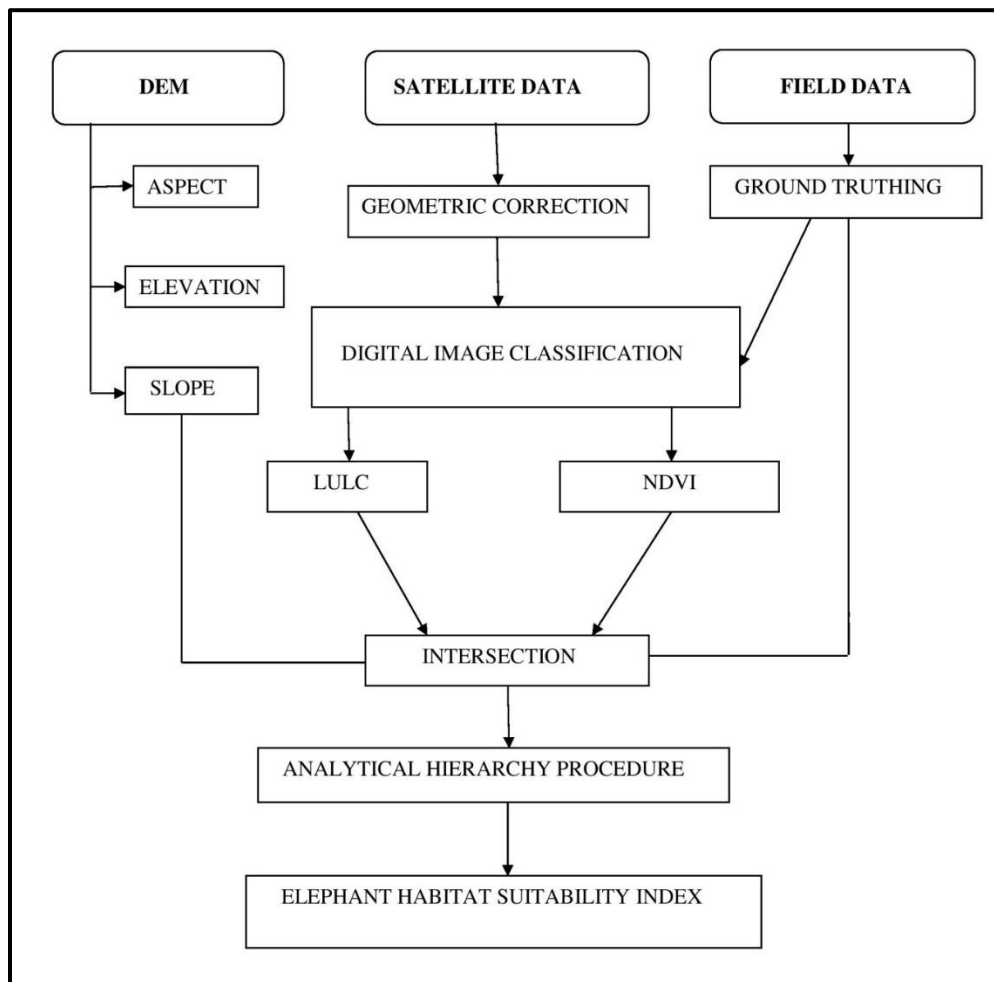 DEM
SATELLITE DATA
FIELD DATA
ASPECT
GEOMETRIC CORRECTION
GROUND TRUTHING
ELEVATION
DIGITAL IMAGE CLASSIFICATION
SLOPE
LULC
NDVI
INTERSECTION
ANALYTICAL HIERARCHY PROCEDURE
ELEPHANT HABITAT SUITABILITY INDEX